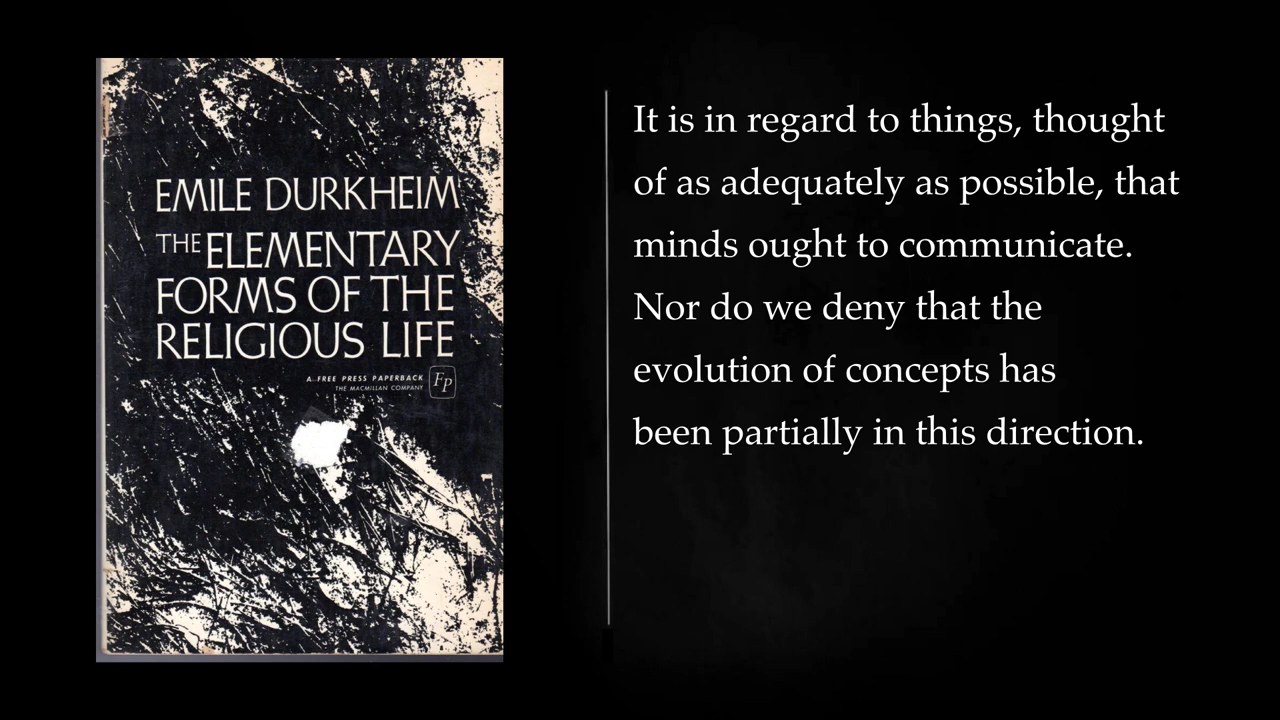 EMILE DURKHEIM
THE ELEMENTARY
FORMS OF THE
RELIGIOUS LIFE
A FREE PRESS PAPERBACK
THE MACMILLAN COMPANY
Fp
It is in regard to things, thought
of as adequately as possible, that
minds ought to communicate.
Nor do we deny that the
evolution of concepts has
been partially in this direction.